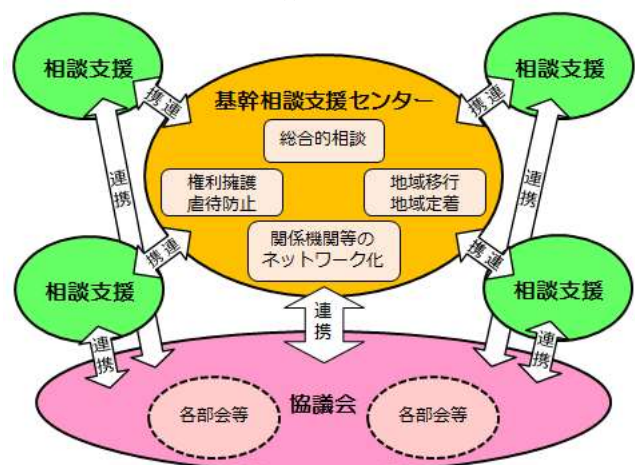 相談支援
相談支援
基幹相談支援センター
携連
携連
総合的相談
権利擁護
虐待防止
地域移行
地域定着
連携
連携
関係機関等の
ネットワーク化
携連
携連
相談支援
相談支援
連携
連携
連携
協議会
各部会等
各部会等